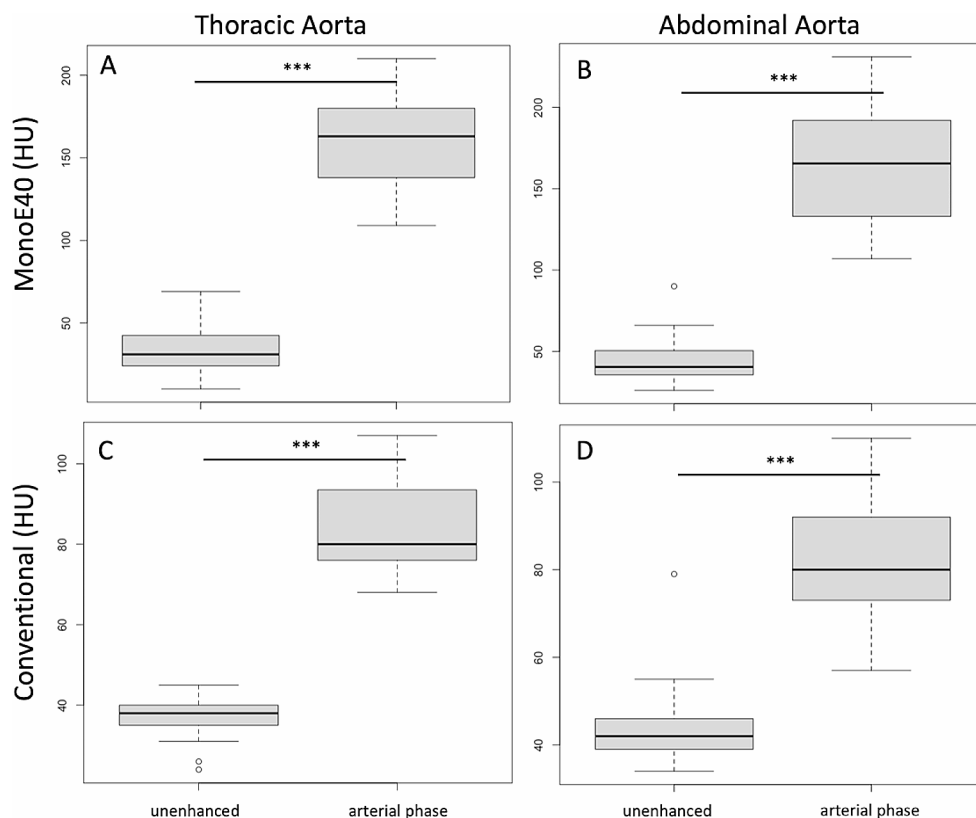 Thoracic Aorta
Abdominal Aorta
MonoE40 (HU)
A
***
50
100
150
200
B
***
50
100
150
200
Conventional (HU)
C
***
40
60
80
100
D
***
40
60
80
100
unenhanced
arterial phase
unenhanced
arterial phase